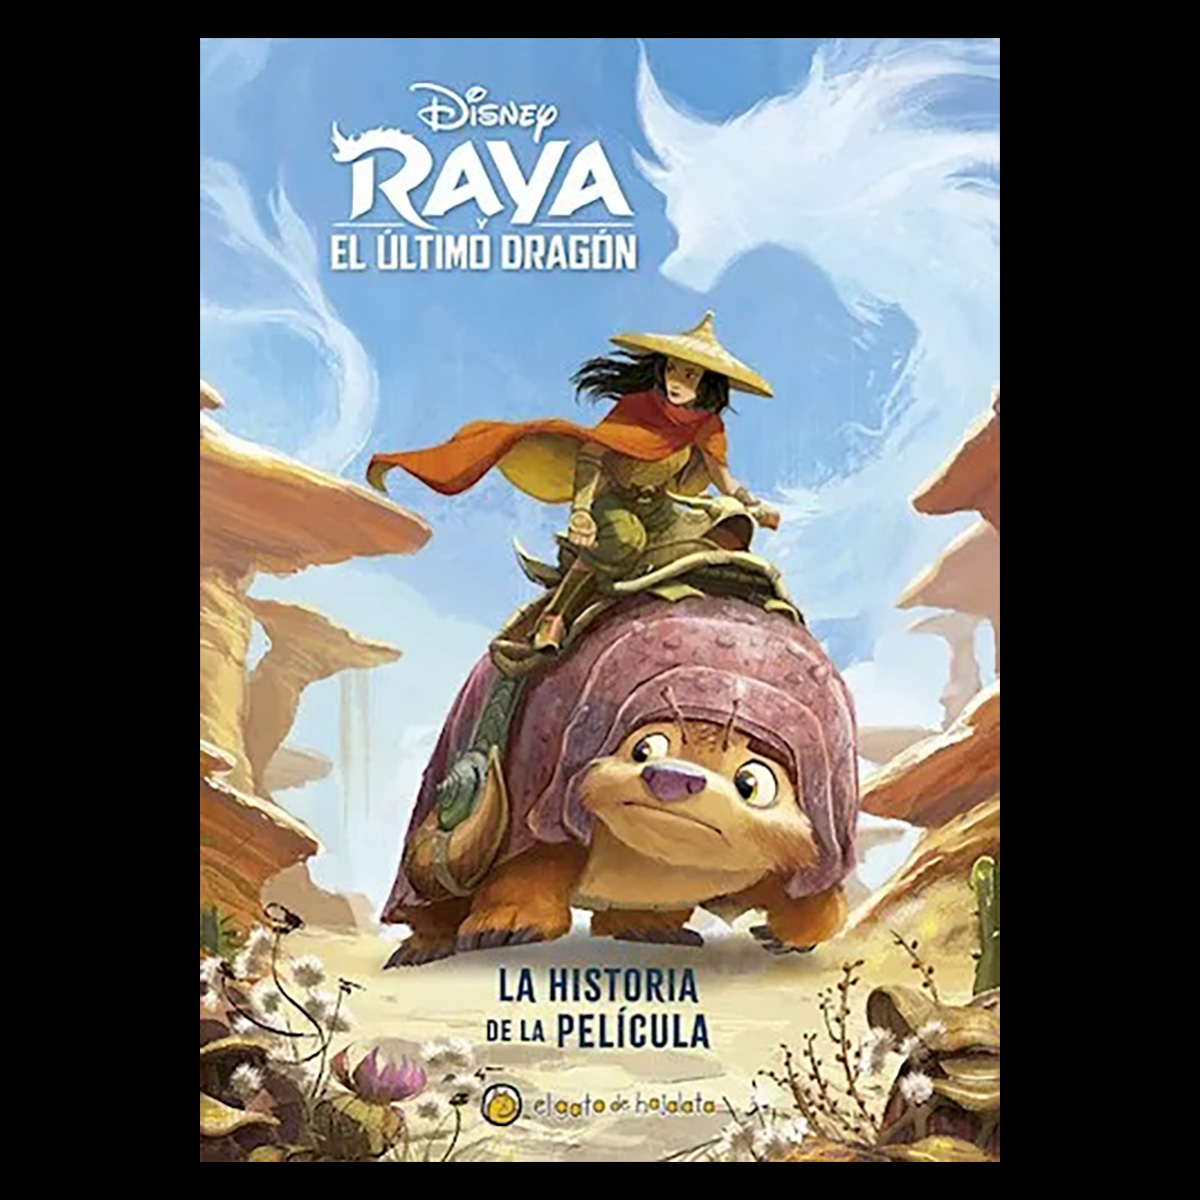 Disney
RAYA
Y
EL ÚLTIMO DRAGÓN
LA HISTORIA
DE LA PELÍCULA
el gato de hojalata